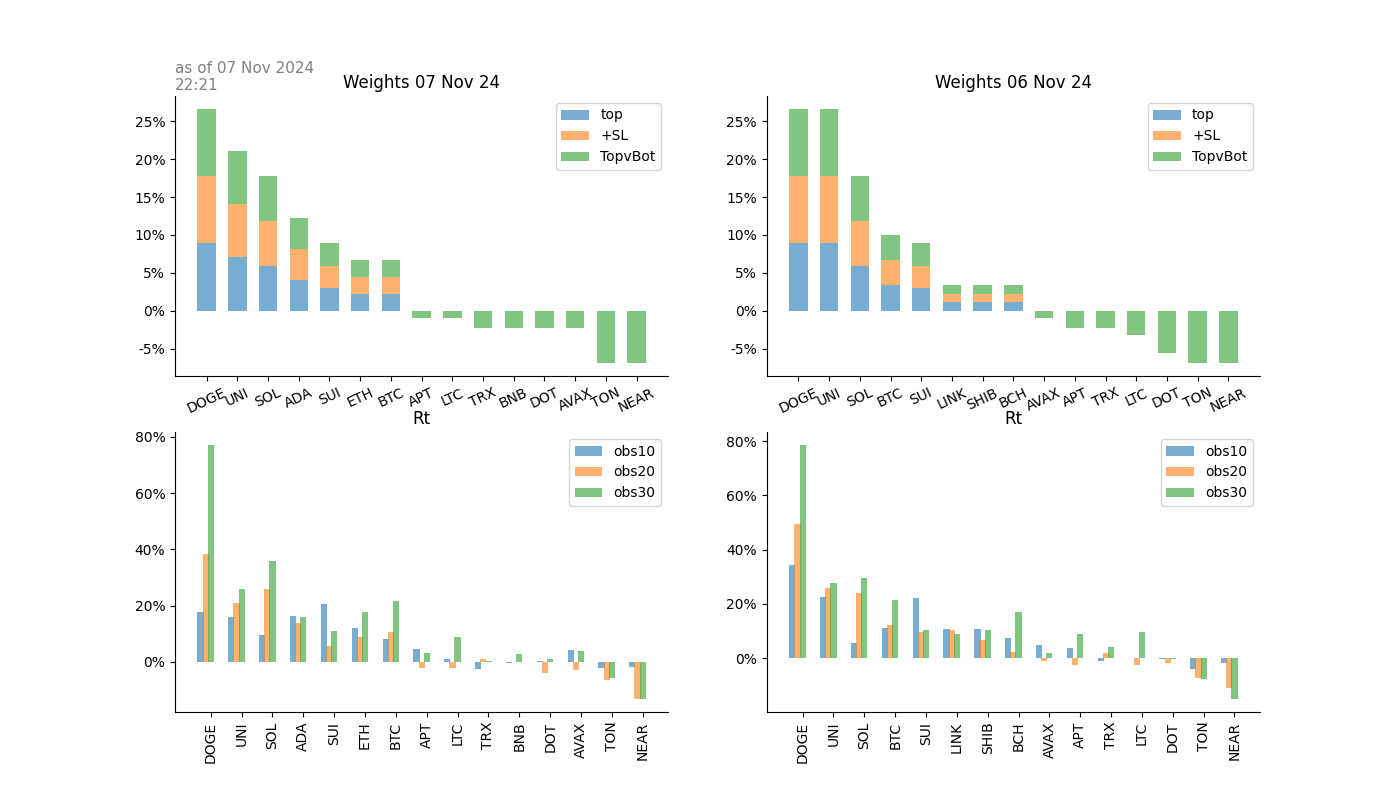 as of 07 Nov 2024
22:21
Weights 07 Nov 24
25%
20%
15%
10%
5%
0%
-5%
top
+SL
TopvBot
DOGE UNI SOL ADA SUI ETH BTC APT LTC TRX BNB DOT AVAX TON NEAR
Weights 06 Nov 24
25%
20%
15%
10%
5%
0%
-5%
top
+SL
TopvBot
DOGE UNI SOL BTC SUI LINK SHIB BCH AVAX APT TRX LTC DOT TON NEAR
Rt
80%
60%
40%
20%
0%
obs10
obs20
obs30
DOGE UNI SOL ADA SUI ETH BTC APT LTC TRX BNB DOT AVAX TON NEAR
Rt
80%
60%
40%
20%
0%
obs10
obs20
obs30
DOGE UNI SOL BTC SUI LINK SHIB BCH AVAX APT TRX LTC DOT TON NEAR